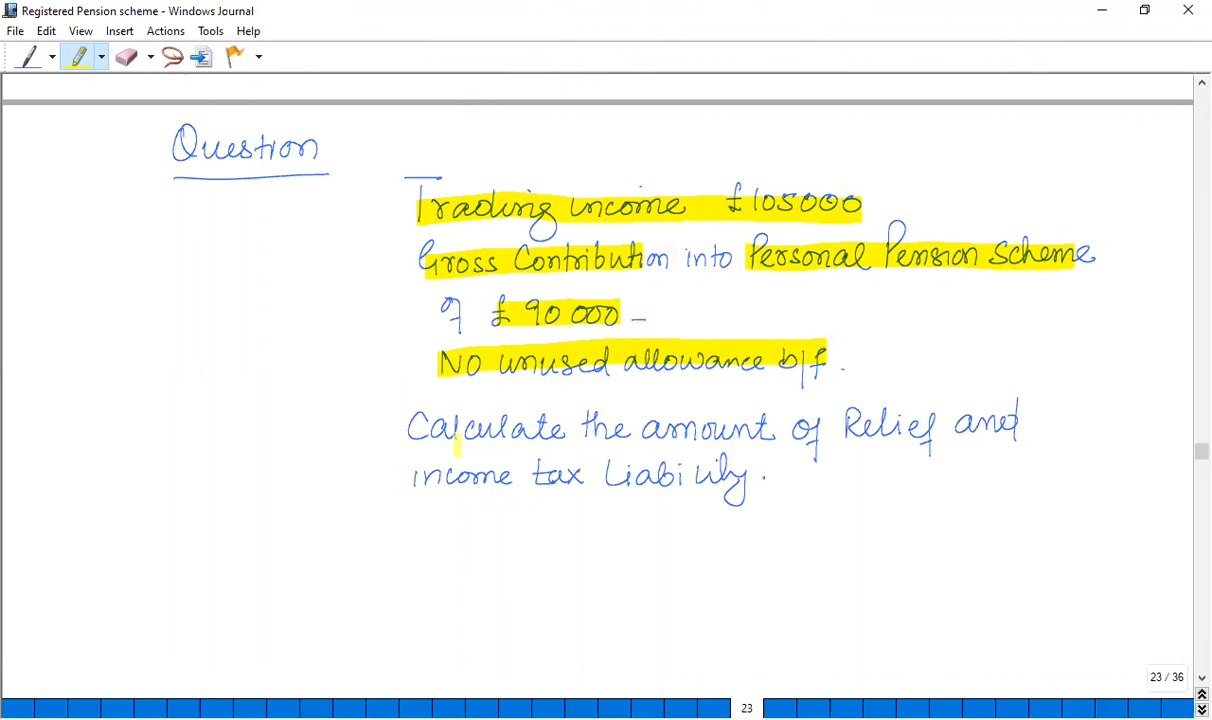 Registered Pension scheme - Windows Journal
File Edit View Insert Actions Tools Help
Question
Trading income £105000
Gross Contribution into Personal Pension Scheme
of £ 90 000 –
NO unused allowance b/f.
Calculate the amount of Relief and
income tax Liability.
23 / 36
23